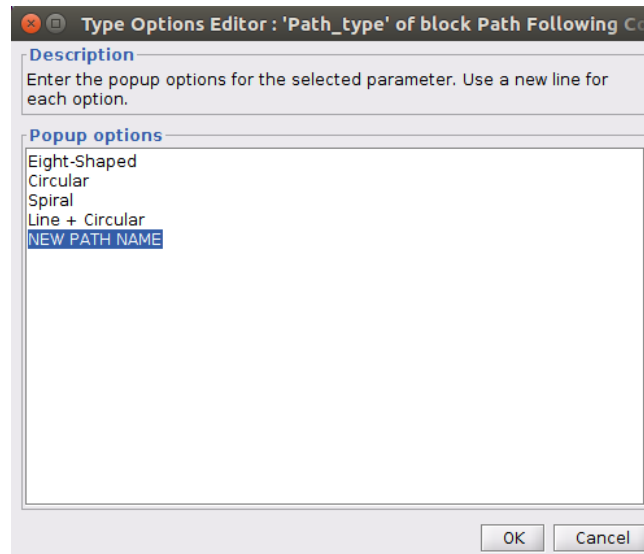 Type Options Editor : 'Path_type' of block Path Following
Description
Enter the popup options for the selected parameter. Use a new line for
each option.
Popup options
Eight-Shaped
Circular
Spiral
Line + Circular
NEW PATH NAME
OK Cancel